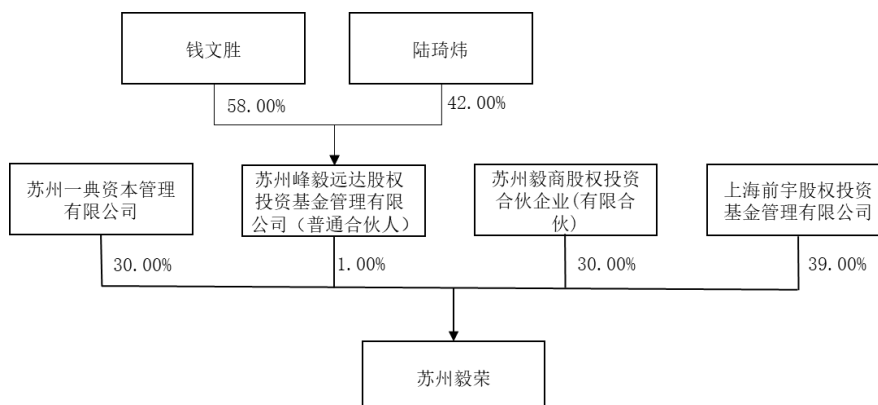 钱文胜
陆琦炜
58.00%
42.00%
苏州一典资本管理
有限公司
苏州峰毅远达股权
投资基金管理有限
公司（普通合伙人）
苏州毅商股权投资
合伙企业(有限合
伙)
上海前宇股权投资
基金管理有限公司
30.00%
1.00%
30.00%
39.00%
苏州毅荣